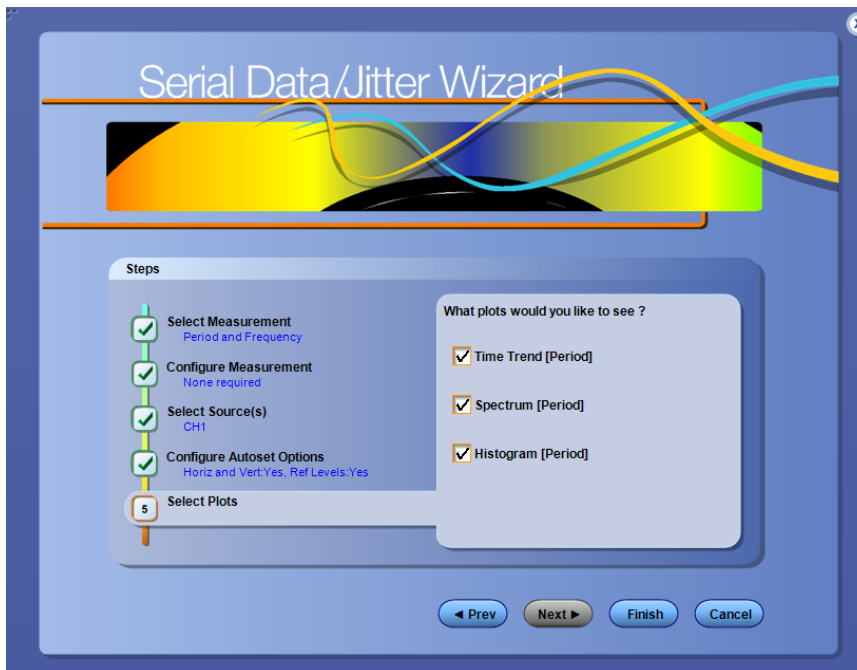 Serial Data/Jitter Wizard
Steps
Select Measurement
Period and Frequency
Configure Measurement
None required
Select Source(s)
CH1
Configure Autoset Options
Horiz and Vert:Yes, Ref Levels:Yes
5
Select Plots
What plots would you like to see ?
Time Trend [Period]
Spectrum [Period]
Histogram [Period]
◄ Prev
Next ►
Finish
Cancel